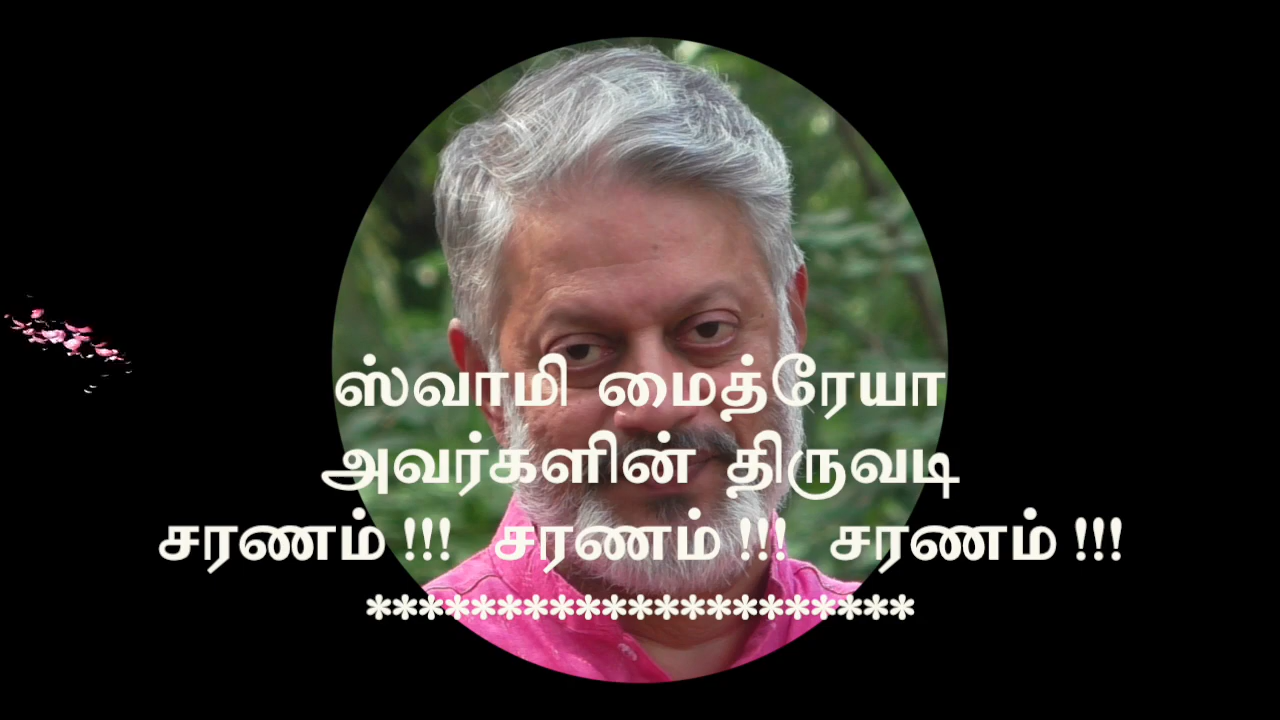 ஸ்வாமி மைத்ரேயா
அவர்களின் திருவடி
சரணம் !!! சரணம் !!! சரணம் !!!
*********************